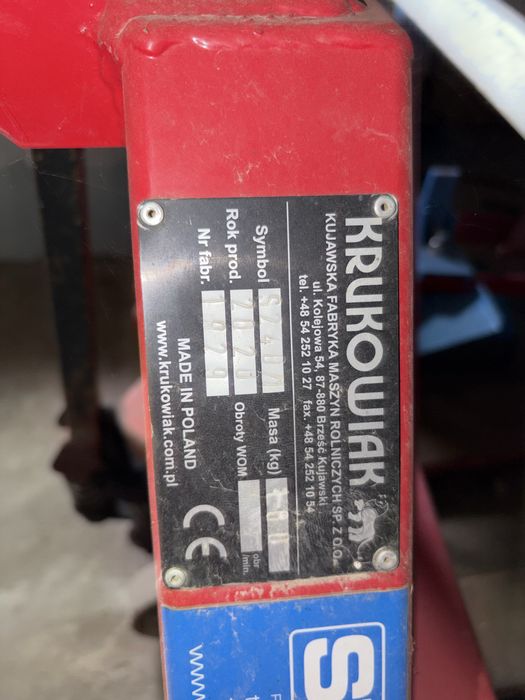 KRUKOWIAK
KUJAWSKA FABRYKA MASZYN ROLNICZYCH SP. Z O.O.
ul. Kolejowa 54, 87-880 Brześć Kujawski
tel. +48 54 252 10 27 fax. +48 54 252 10 54
Symbol Masa (kg)
Rok prod. 2020 Obroty WOM obr /min.
Nr fabr.
MADE IN POLAND
www.krukowiak.com.pl
CE
S
www.